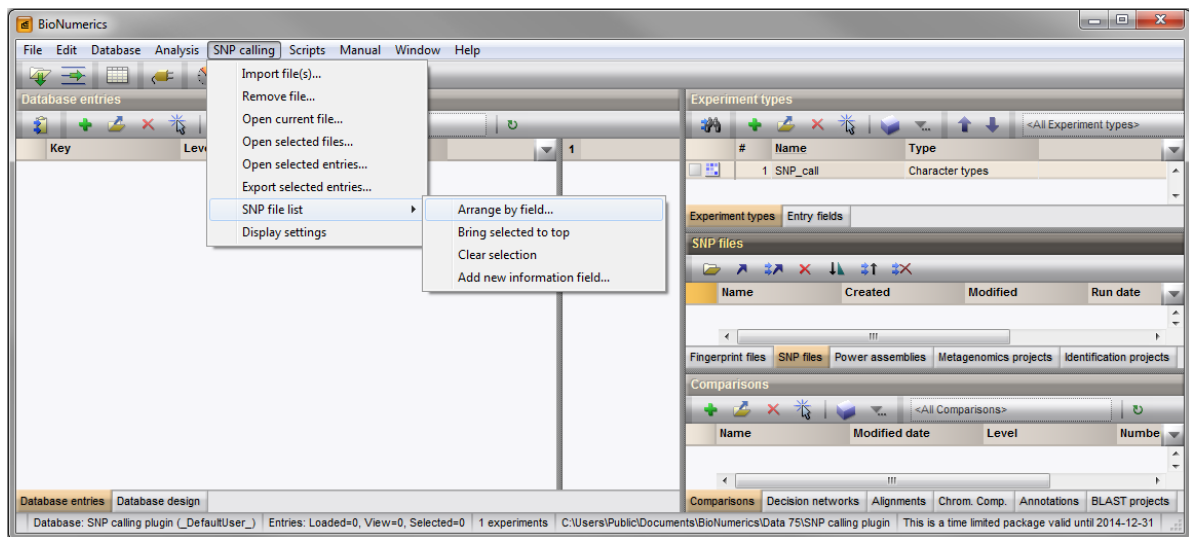 BioNumerics
File Edit Database Analysis SNP calling Scripts Manual Window Help
Import file(s)...
Remove file...
Open current file...
Open selected files...
Open selected entries...
Export selected entries...
SNP file list
Display settings
Arrange by field...
Bring selected to top
Clear selection
Add new information field...
Database entries
Key 1
Experiment types
<All Experiment types>
# Name Type
1 SNP_call Character types
Experiment types Entry fields
SNP files
Name Created Modified Run date
Fingerprint files SNP files Power assemblies Metagenomics projects Identification projects
Comparisons
<All Comparisons>
Name Modified date Level Numbe
Database entries Database design
Comparisons Decision networks Alignments Chrom. Comp. Annotations BLAST projects
Database: SNP calling plugin (_DefaultUser_) Entries: Loaded=0, View=0, Selected=0 1 experiments C:\Users\Public\Documents\BioNumerics\Data 75\SNP calling plugin This is a time limited package valid until 2014-12-31